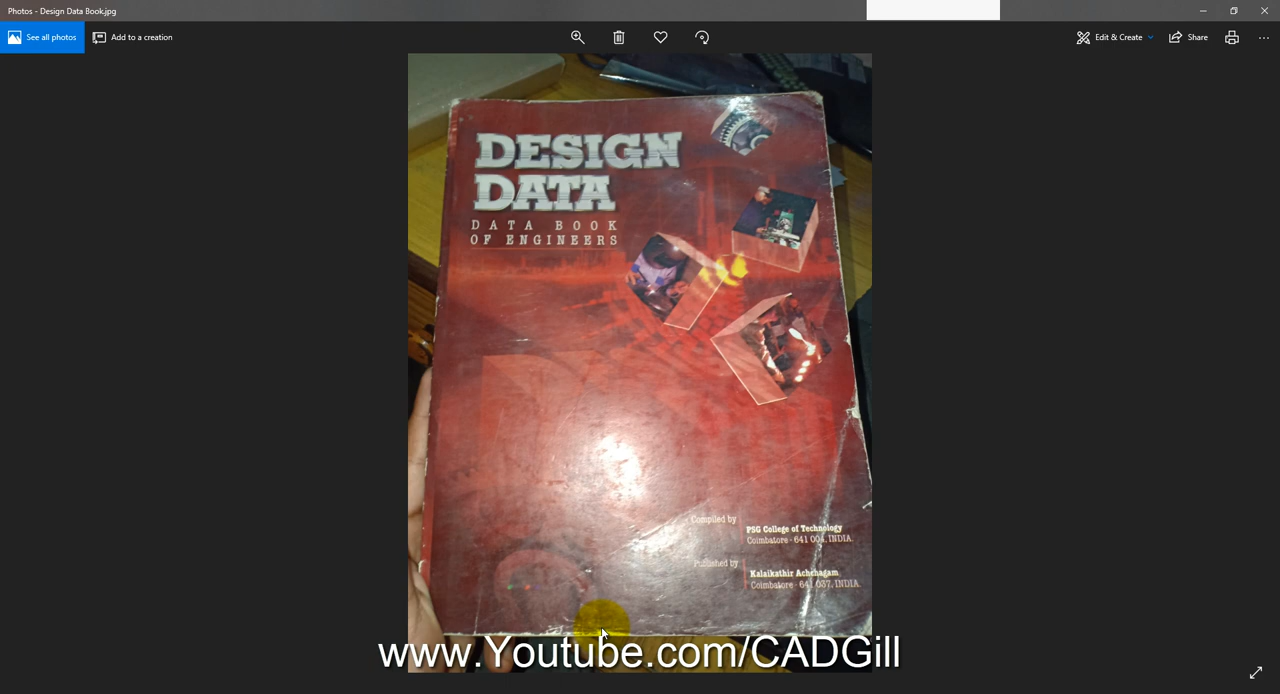 Photos - Design Data Book.jpg
See all photos
Add to a creation
Edit & Create
Share
DESIGN
DATA
DATA BOOK
OF ENGINEERS
Compiled by
PSG College of Technology
Coimbatore - 641 004, INDIA.
Published by
Kalaikathir Achchagam
Coimbatore - 641 037, INDIA.
www.Youtube.com/CADGill